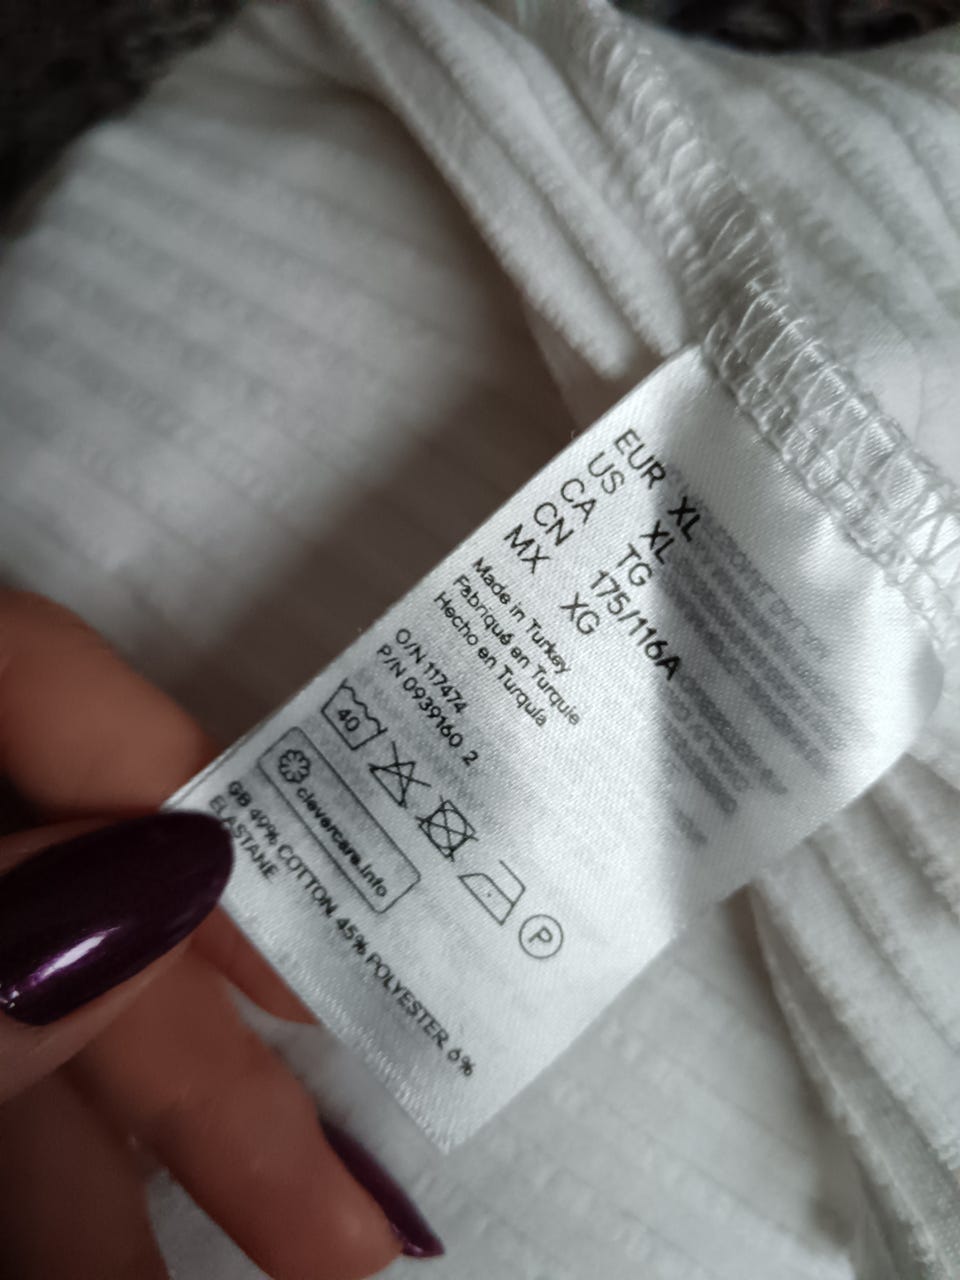 EUR XL
US XL
CA TG
CN 175/116A
MX XG
Made in Turkey
Fabriqué en Turquie
Hecho en Turquía
O/N 117474
P/N 0939160 2
40
P
clevercare.info
GB 49% COTTON, 45% POLYESTER, 6%
ELASTANE